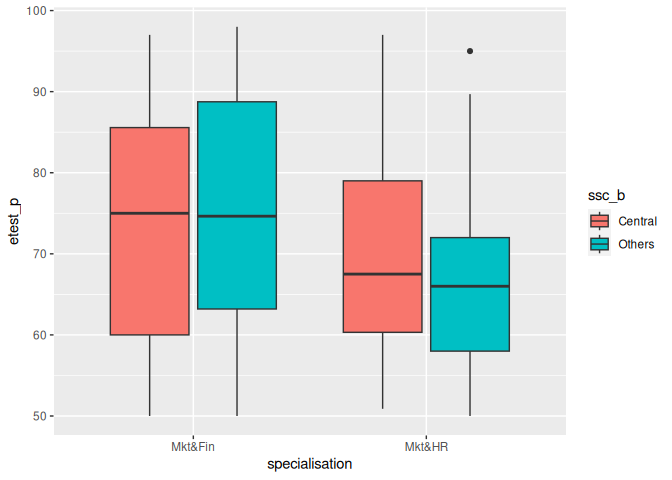 100
90
80
70
60
50
etest_p
Mkt&Fin
Mkt&HR
specialisation
ssc_b
Central
Others